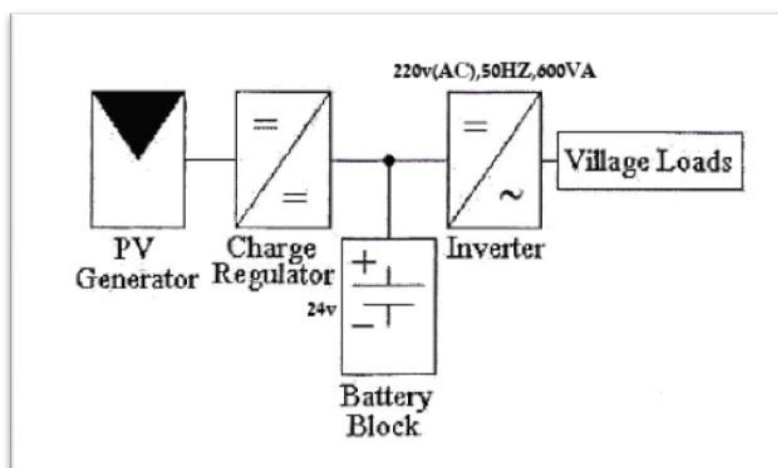 220v(AC),50HZ,600VA
=
=
=
~
Village Loads
PV
Generator
Charge
Regulator
Inverter
+
24v
−
Battery
Block